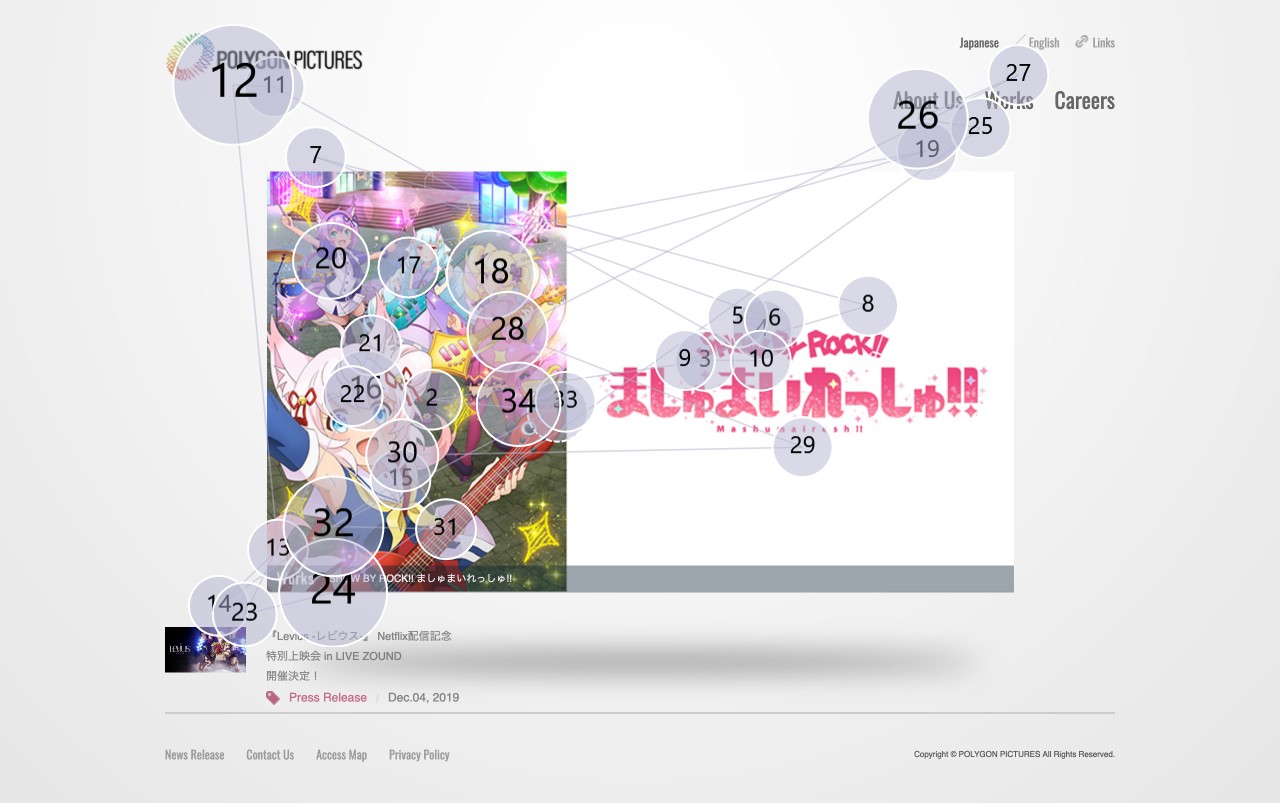 POLYGON PICTURES
Japanese
English
Links
About Us
Works
Careers
12
11
27
26
25
19
7
20
17
18
5
6
8
28
21
9
3
10
ROCK!!
22
16
2
34
33
ましゅまいれっしゅ!!
Mashumairesh!!
30
15
29
32
31
13
Works
SHOW BY ROCK!! ましゅまいれっしゅ!!
24
14
23
Levius
『Levius -レビウス-』 Netflix配信記念
特別上映会 in LIVE ZOUND
開催決定！
Press Release / Dec.04, 2019
News Release
Contact Us
Access Map
Privacy Policy
Copyright © POLYGON PICTURES All Rights Reserved.